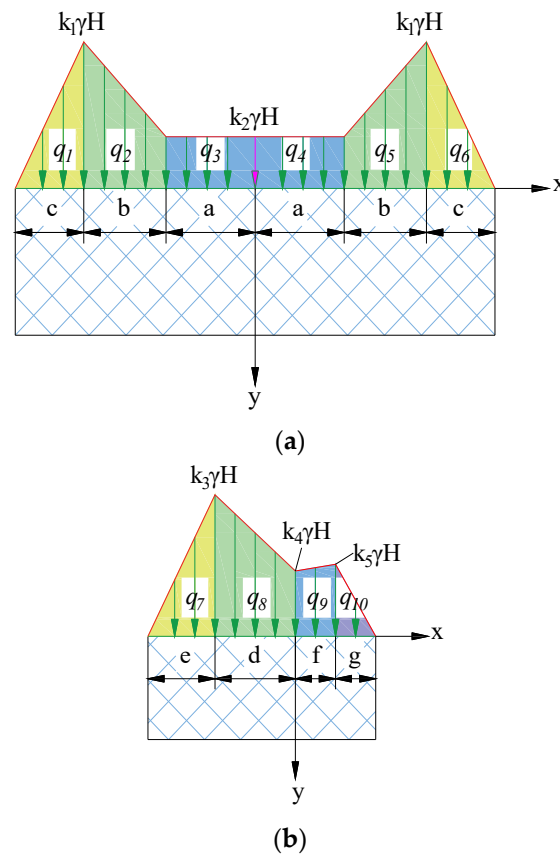 k₁γH k₁γH
k₂γH
q₁ q₂ q₃ q₄ q₅ q₆
x
c b a a b c
y
(a)
k₃γH
k₄γH
k₅γH
q₇ q₈ q₉ q₁₀
x
e d f g
y
(b)